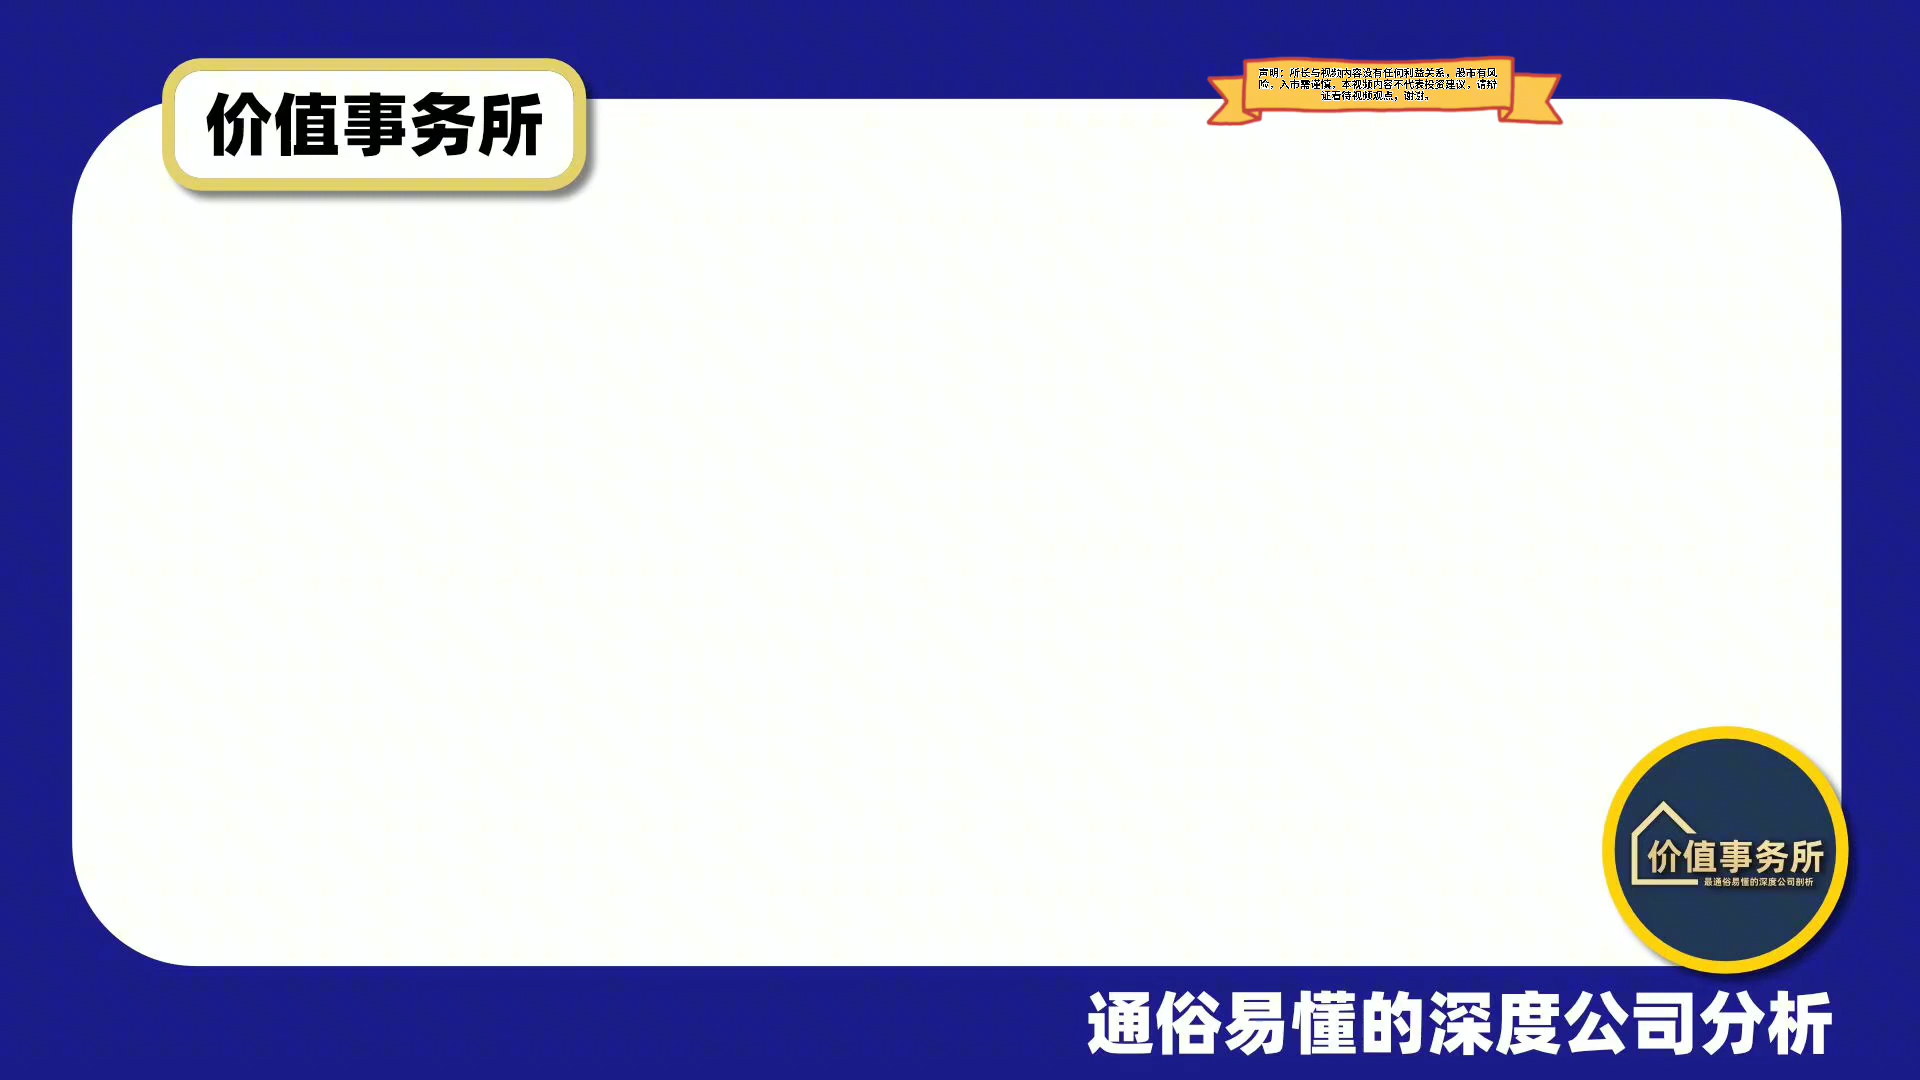 价值事务所
声明：所长与视频内容没有任何利益关系，股市有风
险，入市需谨慎，本视频内容不代表投资建议，请辩
证看待视频观点，谢谢。
价值事务所
最通俗易懂的深度公司剖析
通俗易懂的深度公司分析